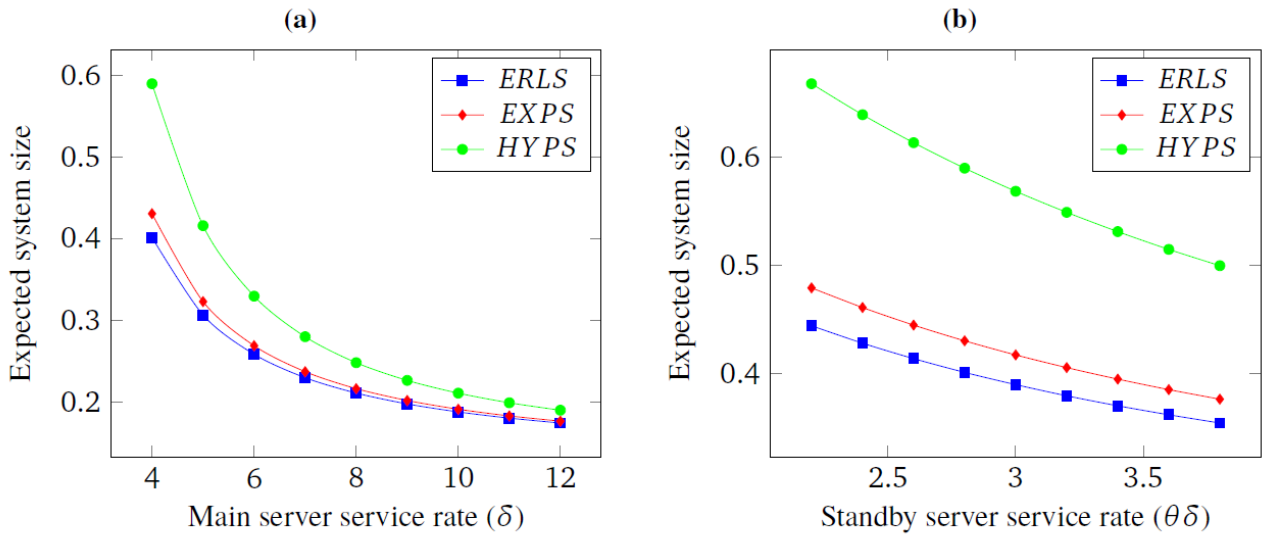 (a)
Expected system size
0.6
0.5
0.4
0.3
0.2
4
6
8
10
12
Main server service rate (δ)
ERLS
EXPS
HYPS
(b)
Expected system size
0.6
0.5
0.4
2.5
3
3.5
Standby server service rate (θδ)
ERLS
EXPS
HYPS